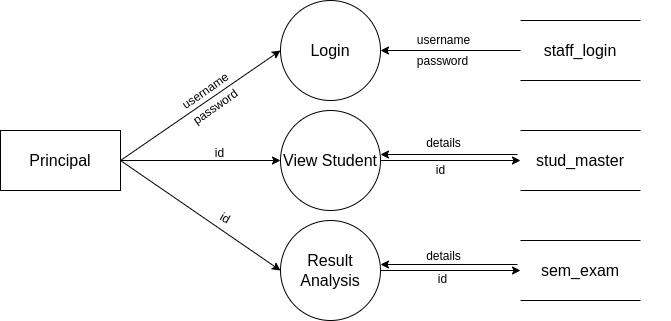 Login
username
password
staff_login
username
password
Principal
id
View Student
details
id
stud_master
id
Result
Analysis
details
id
sem_exam